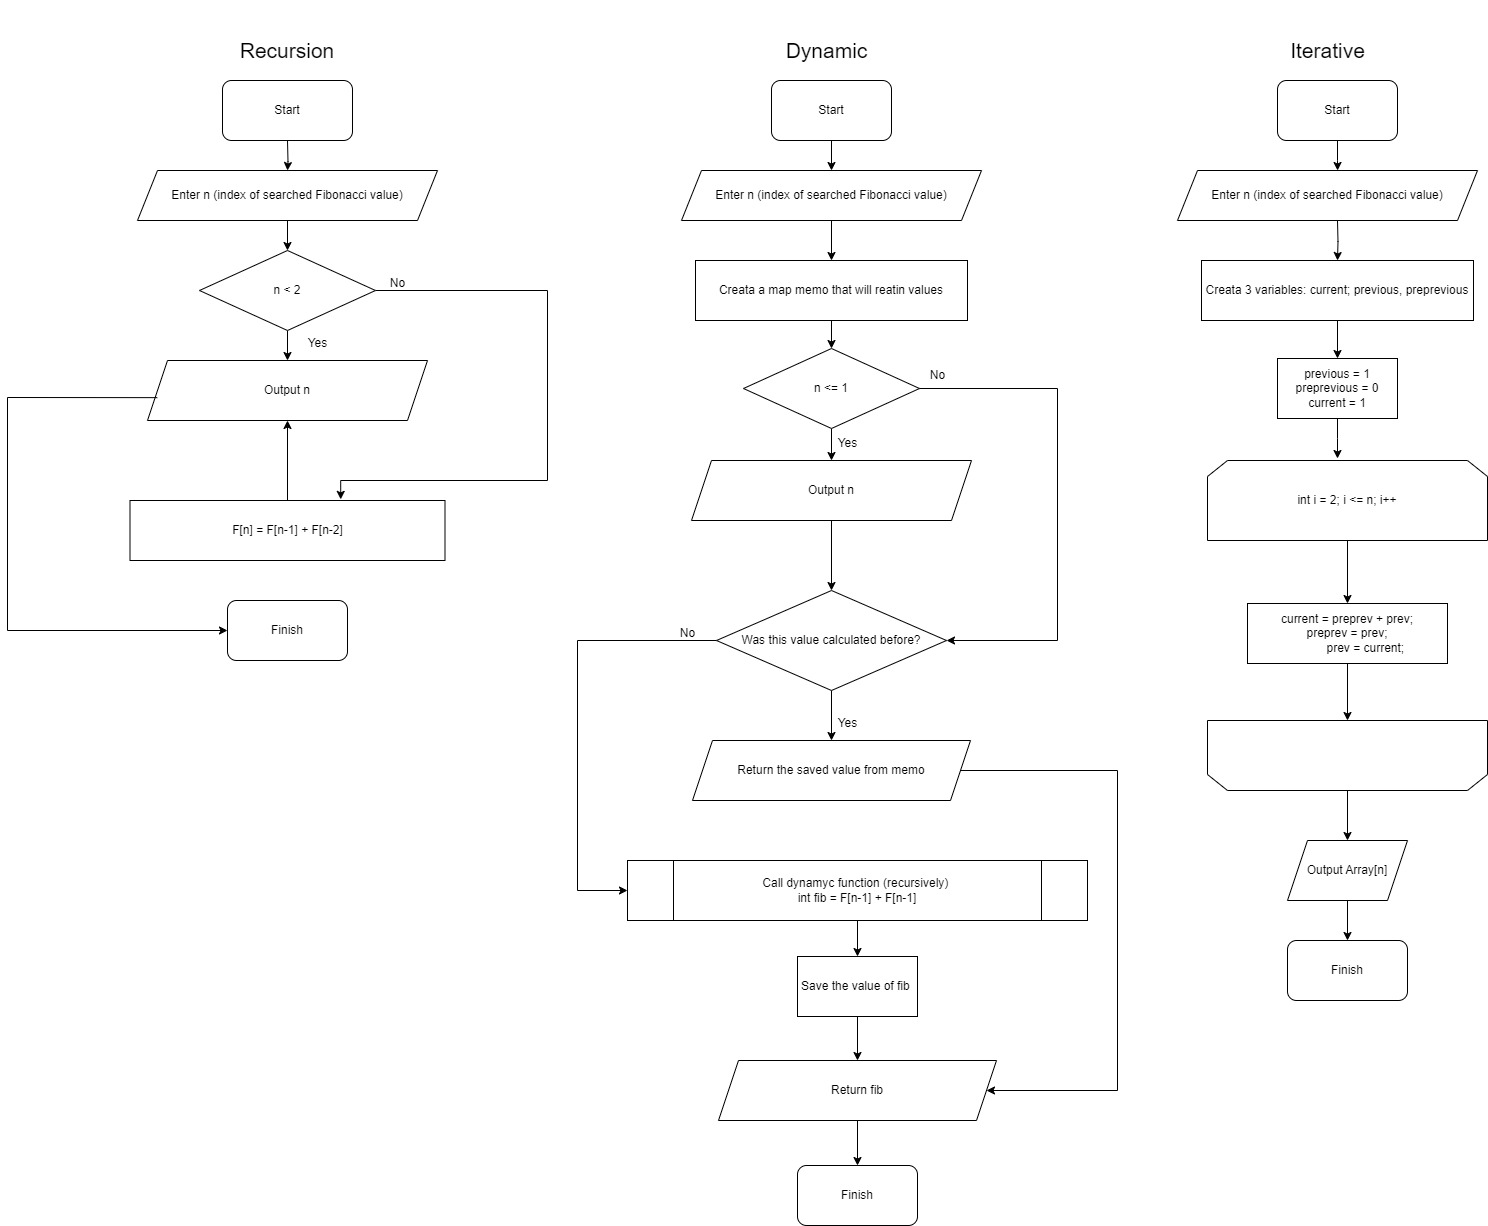 Recursion
Start
Enter n (index of searched Fibonacci value)
n < 2
No
Yes
Output n
F[n] = F[n-1] + F[n-2]
Finish
Dynamic
Start
Enter n (index of searched Fibonacci value)
Creata a map memo that will reatin values
n <= 1
No
Yes
Output n
Was this value calculated before?
No
Yes
Return the saved value from memo
Call dynamyc function (recursively)
int fib = F[n-1] + F[n-1]
Save the value of fib
Return fib
Finish
Iterative
Start
Enter n (index of searched Fibonacci value)
Creata 3 variables: current; previous, preprevious
previous = 1
preprevious = 0
current = 1
int i = 2; i <= n; i++
current = preprev + prev;
preprev = prev;
prev = current;
Output Array[n]
Finish